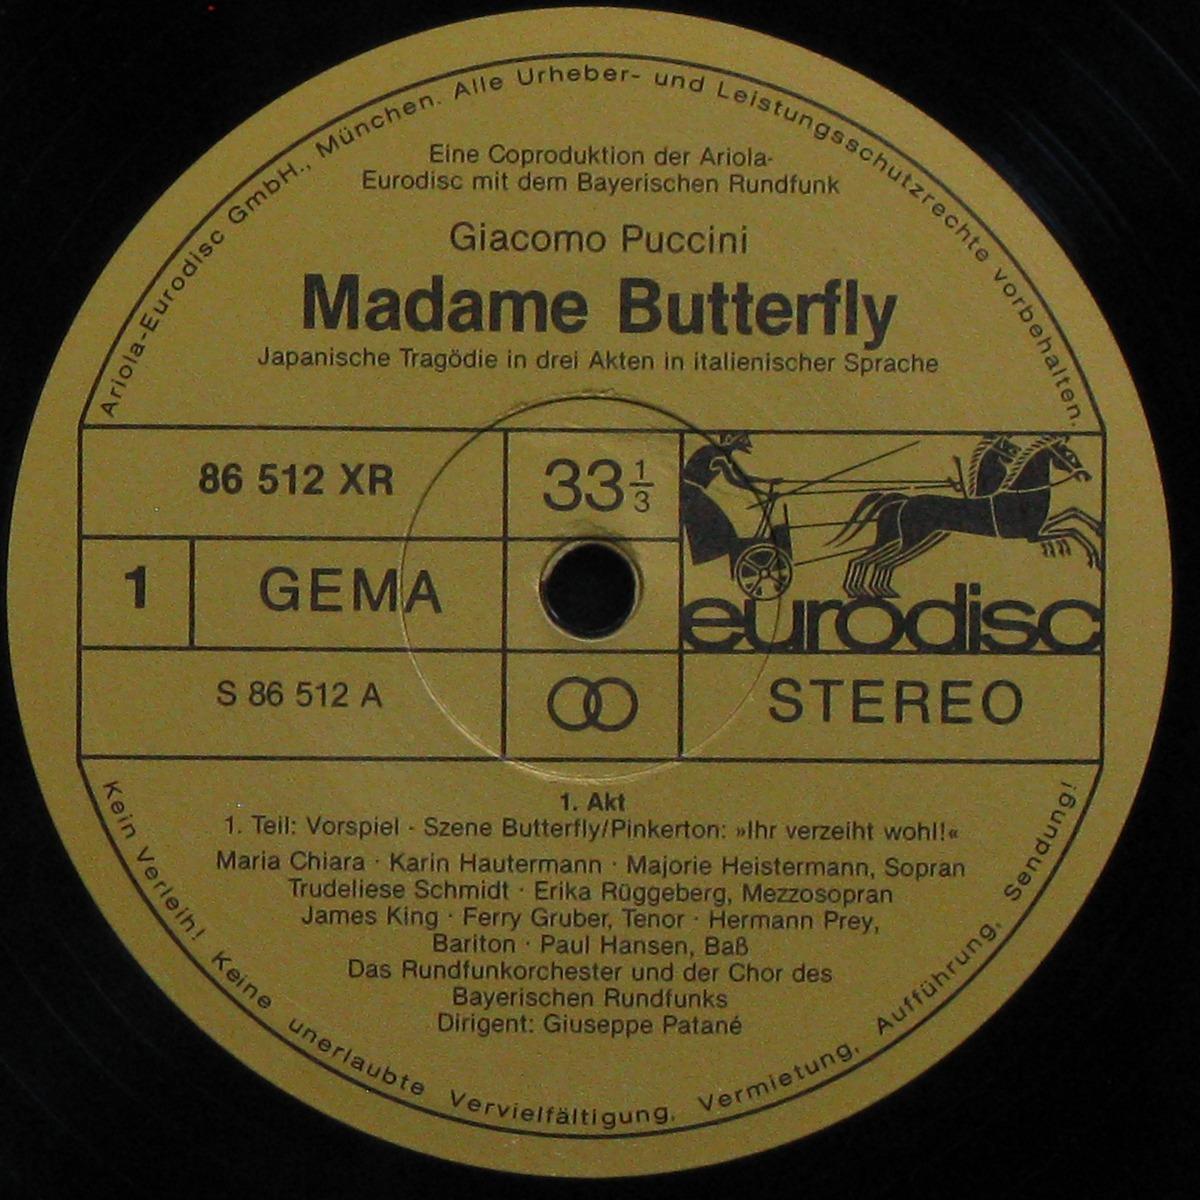 Ariola-Eurodisc GmbH., München. Alle Urheber- und Leistungsschutzrechte vorbehalten.
Eine Coproduktion der Ariola-
Eurodisc mit dem Bayerischen Rundfunk
Giacomo Puccini
Madame Butterfly
Japanische Tragödie in drei Akten in italienischer Sprache
86 512 XR
33 1/3
1
GEMA
eurodisc
S 86 512 A
STEREO
1. Akt
1. Teil: Vorspiel - Szene Butterfly/Pinkerton: »Ihr verzeiht wohl!«
Maria Chiara · Karin Hautermann · Majorie Heistermann, Sopran
Trudeliese Schmidt · Erika Rüggeberg, Mezzosopran
James King · Ferry Gruber, Tenor · Hermann Prey,
Bariton · Paul Hansen, Baß
Das Rundfunkorchester und der Chor des
Bayerischen Rundfunks
Dirigent: Giuseppe Patané
Kein Verleih! Keine unerlaubte Vervielfältigung, Vermietung, Aufführung, Sendung!